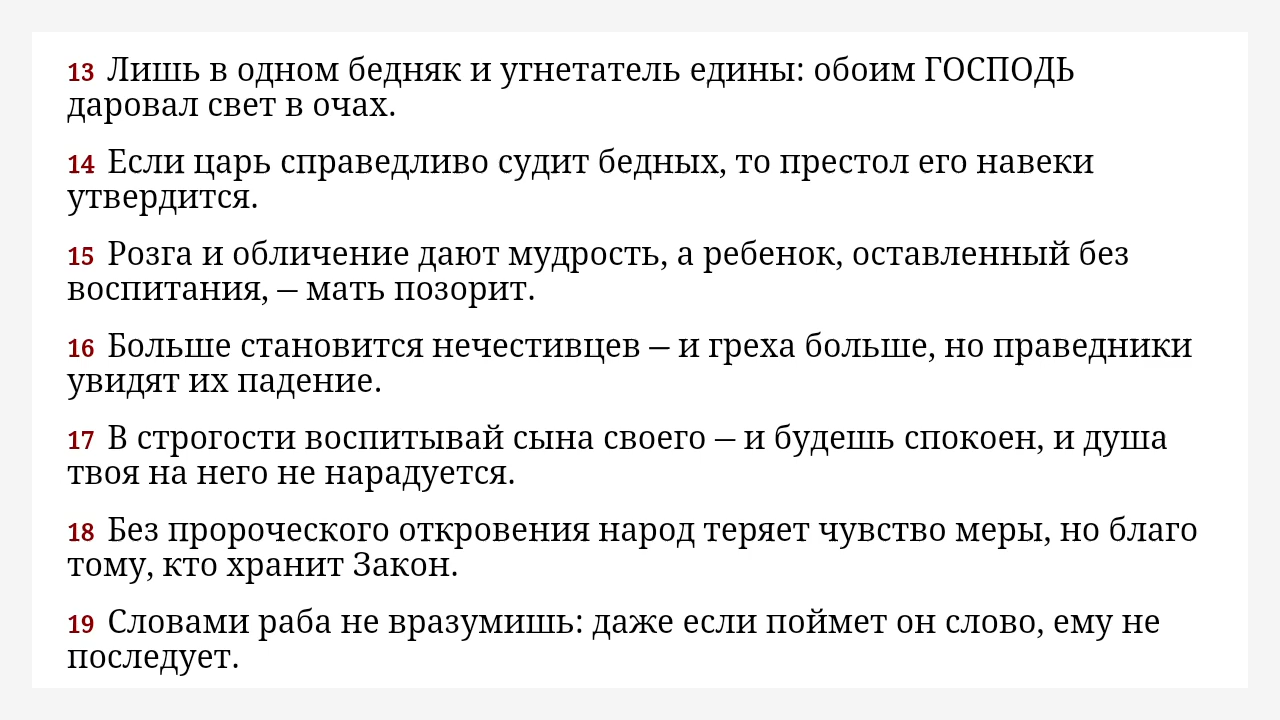 13 Лишь в одном бедняк и угнетатель едины: обоим ГОСПОДЬ
даровал свет в очах.
14 Если царь справедливо судит бедных, то престол его навеки
утвердится.
15 Розга и обличение дают мудрость, а ребенок, оставленный без
воспитания, – мать позорит.
16 Больше становится нечестивцев – и греха больше, но праведники
увидят их падение.
17 В строгости воспитывай сына своего – и будешь спокоен, и душа
твоя на него не нарадуется.
18 Без пророческого откровения народ теряет чувство меры, но благо
тому, кто хранит Закон.
19 Словами раба не вразумишь: даже если поймет он слово, ему не
последует.